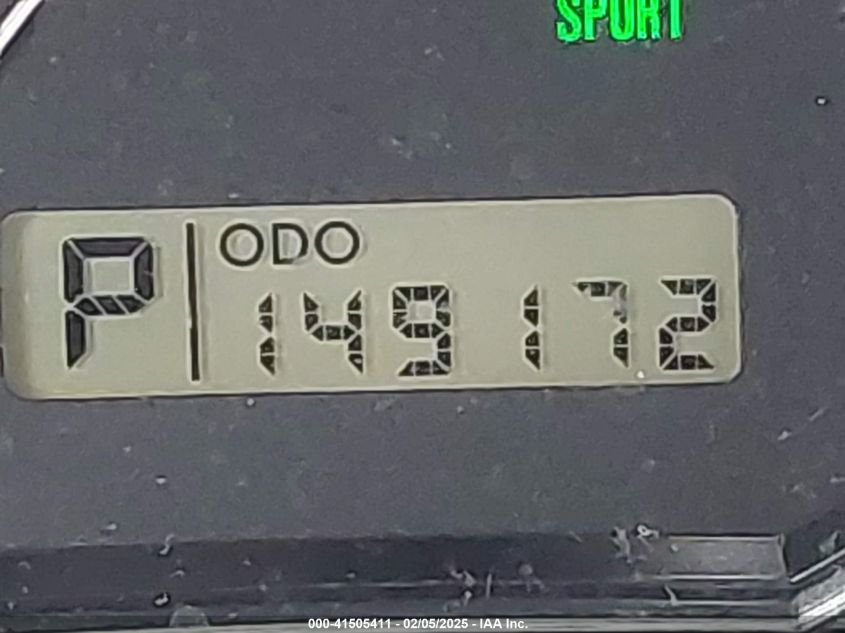 SPORT
P
ODO
149172
000-41505411 - 02/05/2025 - IAA Inc.